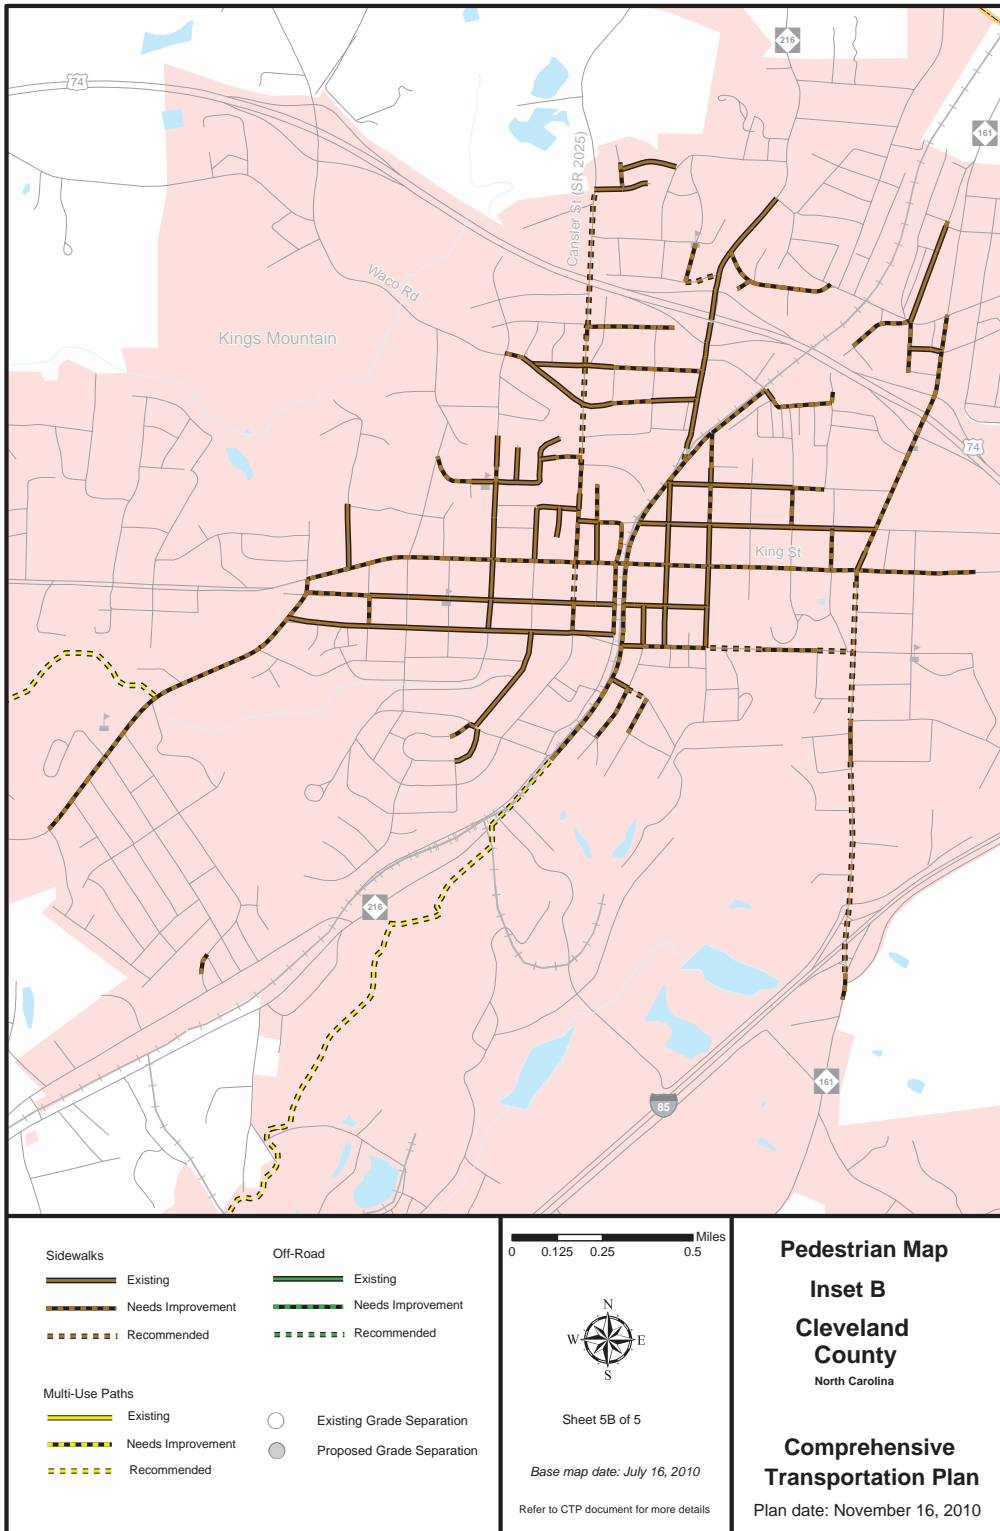 216
74
161
Cansler St (SR 2025)
Waco Rd
Kings Mountain
74
King St
216
161
85
Sidewalks
Existing
Needs Improvement
Recommended
Off-Road
Existing
Needs Improvement
Recommended
Multi-Use Paths
Existing
Needs Improvement
Recommended
Existing Grade Separation
Proposed Grade Separation
Miles
0 0.125 0.25 0.5
N
W E
S
Sheet 5B of 5
Base map date: July 16, 2010
Refer to CTP document for more details
Pedestrian Map
Inset B
Cleveland
County
North Carolina
Comprehensive
Transportation Plan
Plan date: November 16, 2010